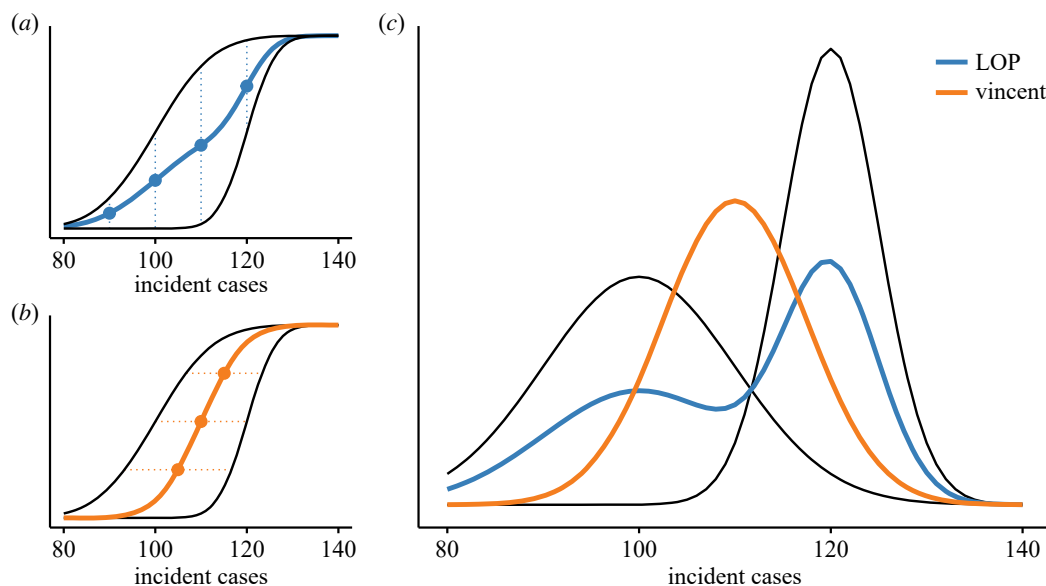 (a)
80 100 120 140
incident cases
(b)
80 100 120 140
incident cases
(c)
LOP
vincent
80 100 120 140
incident cases